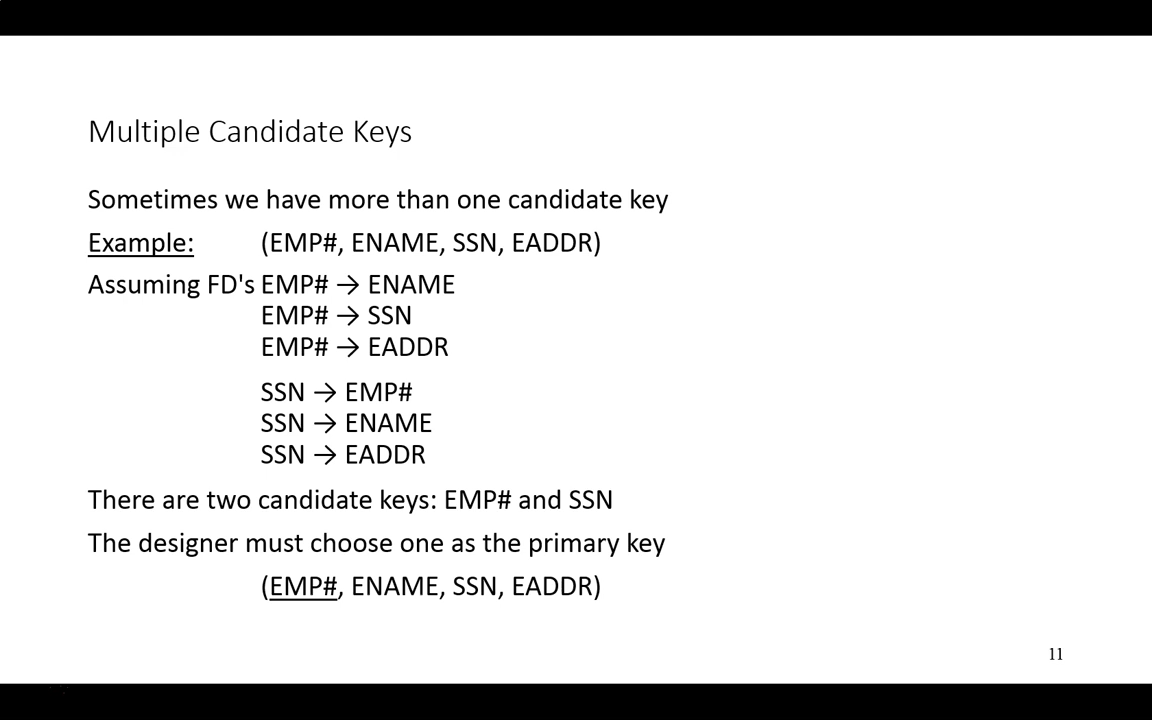 Multiple Candidate Keys
Sometimes we have more than one candidate key
Example: (EMP#, ENAME, SSN, EADDR)
Assuming FD's EMP# → ENAME
EMP# → SSN
EMP# → EADDR
SSN → EMP#
SSN → ENAME
SSN → EADDR
There are two candidate keys: EMP# and SSN
The designer must choose one as the primary key
(EMP#, ENAME, SSN, EADDR)
11